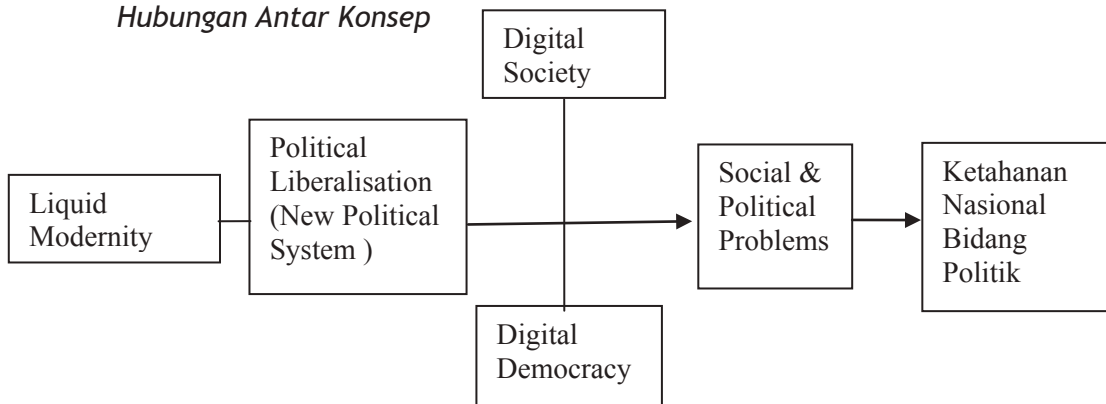 Hubungan Antar Konsep
Digital
Society
Liquid
Modernity
Political
Liberalisation
(New Political
System )
Social &
Political
Problems
Ketahanan
Nasional
Bidang
Politik
Digital
Democracy